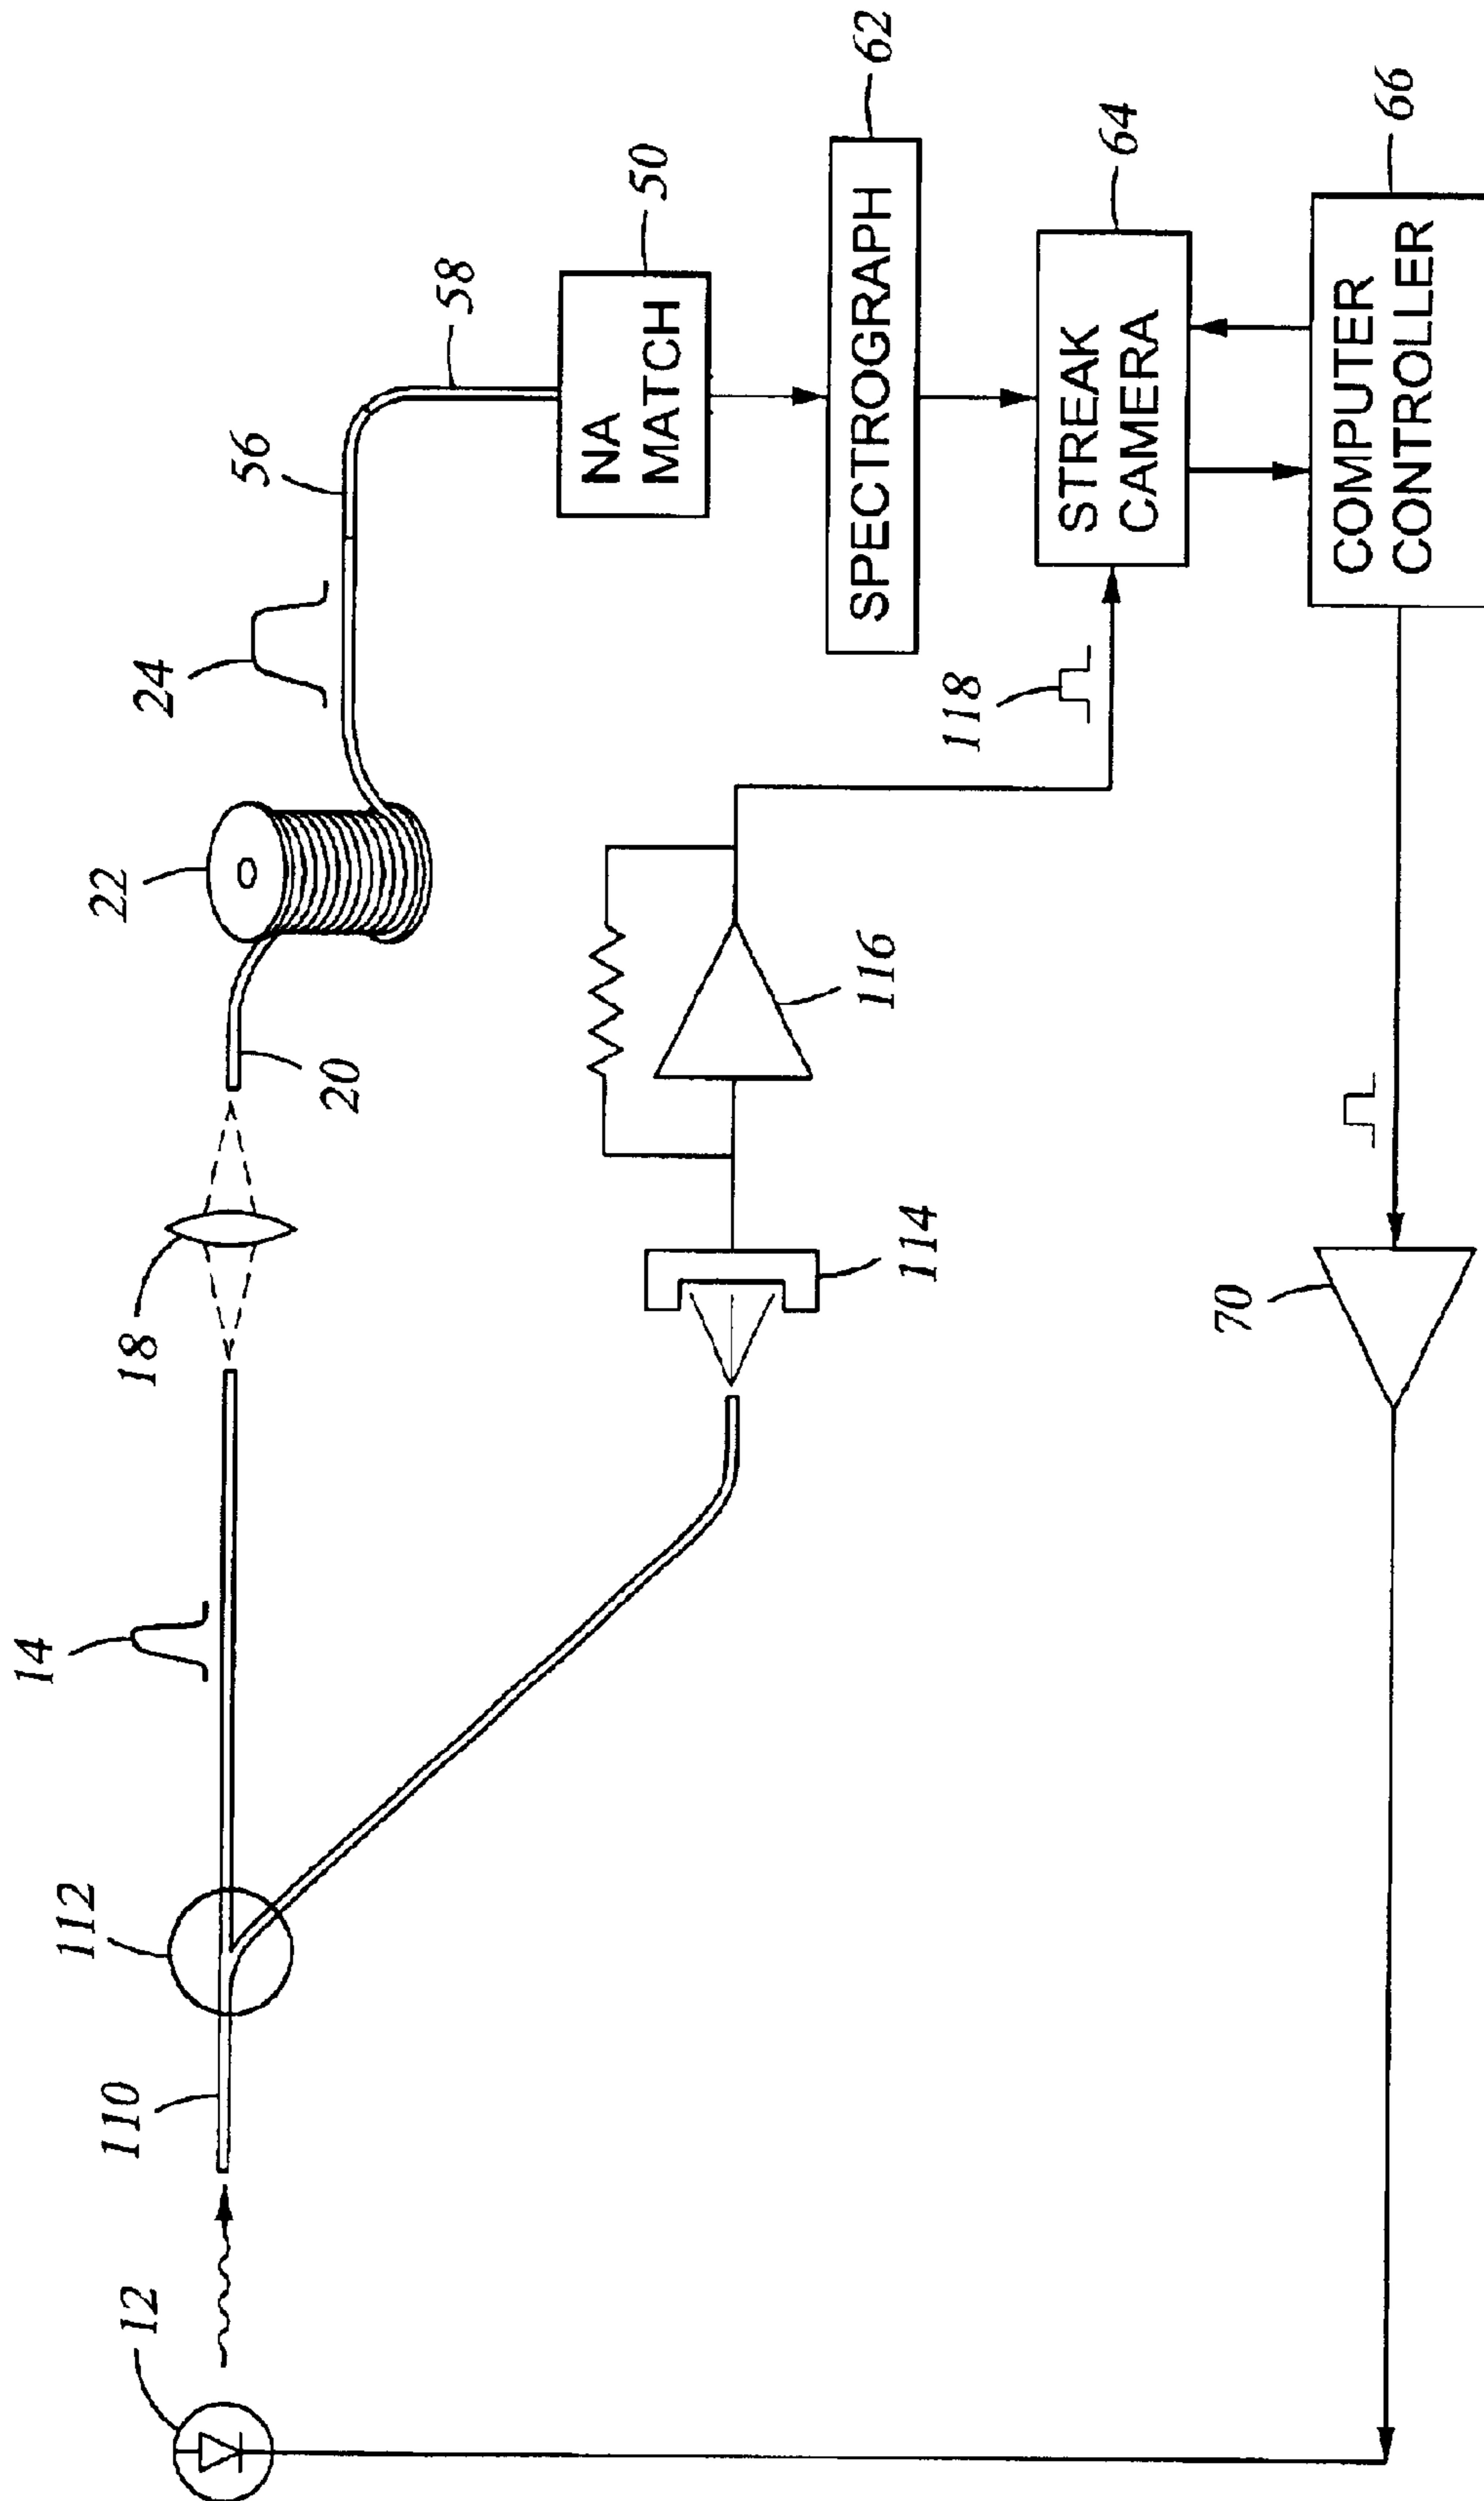 12
110
112
14
18
20
22
24
56
58
NA
MATCH
50
SPECTROGRAPH
62
114
116
118
STREAK
CAMERA
64
70
COMPUTER
CONTROLLER
66